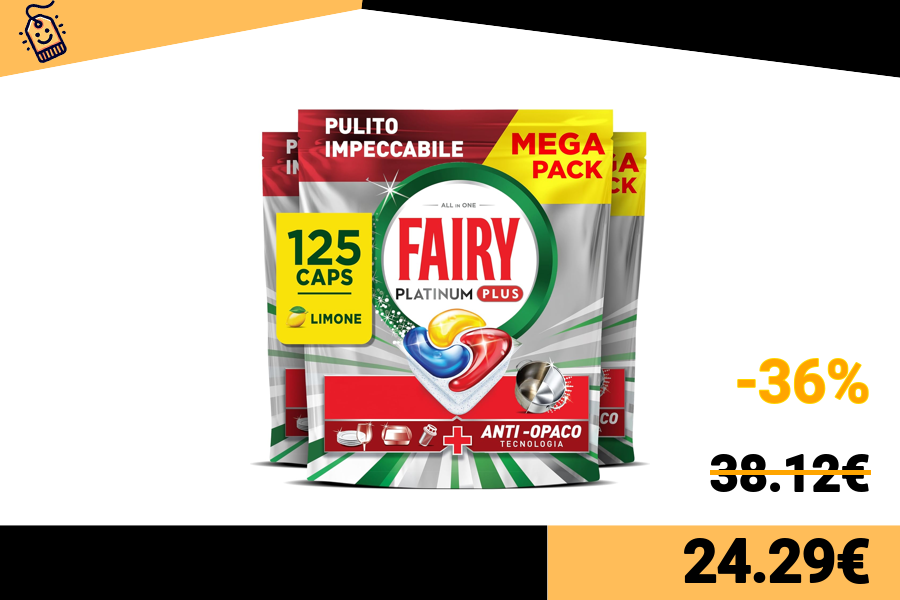 PULITO
IMPECCABILE
MEGA
PACK
ALL IN ONE
125
CAPS
LIMONE
FAIRY
PLATINUM PLUS
ANTI-OPACO
TECNOLOGIA
-36%
38.12€
24.29€